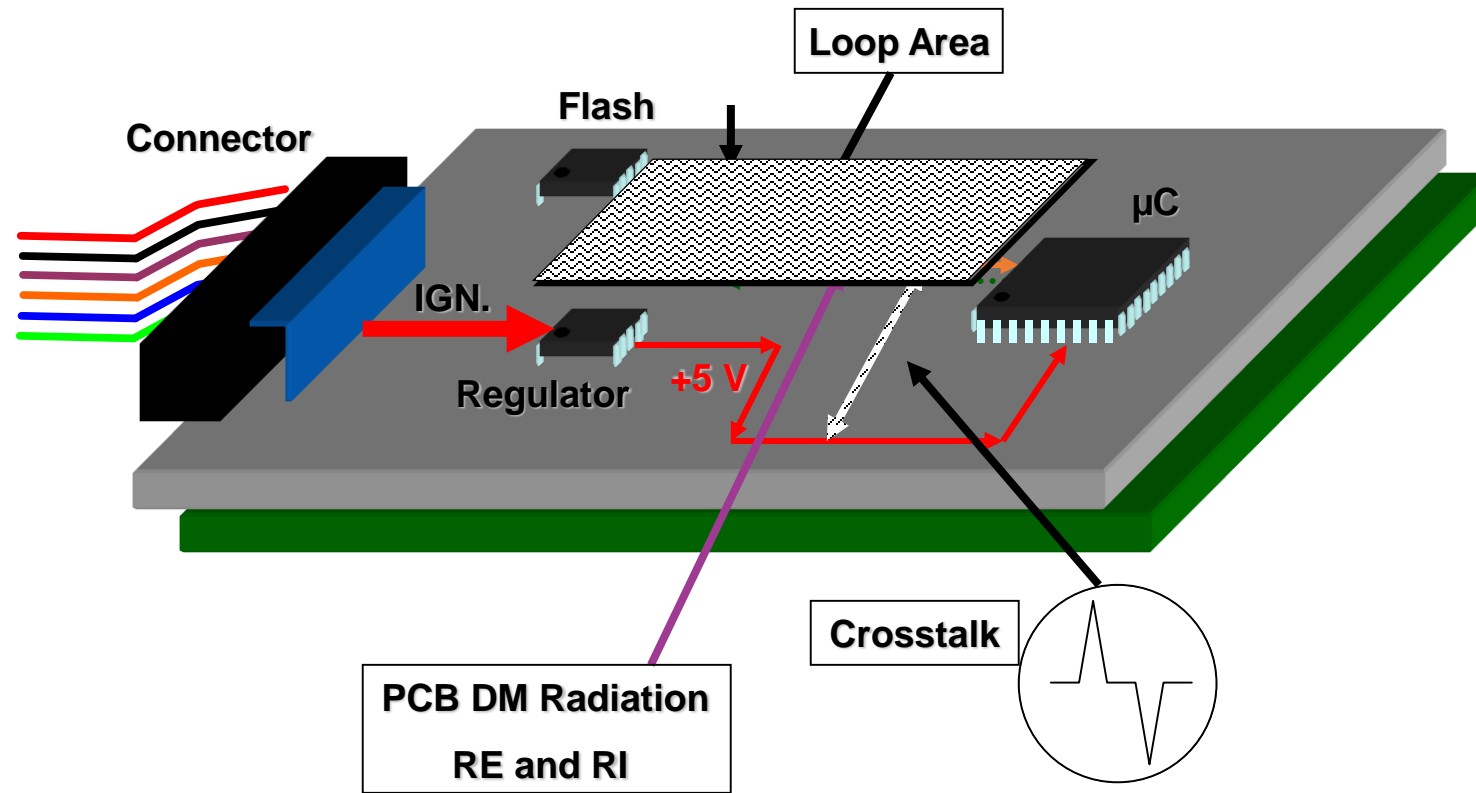 Loop Area
Flash
Connector
µC
IGN.
+5 V
Regulator
Crosstalk
PCB DM Radiation
RE and RI